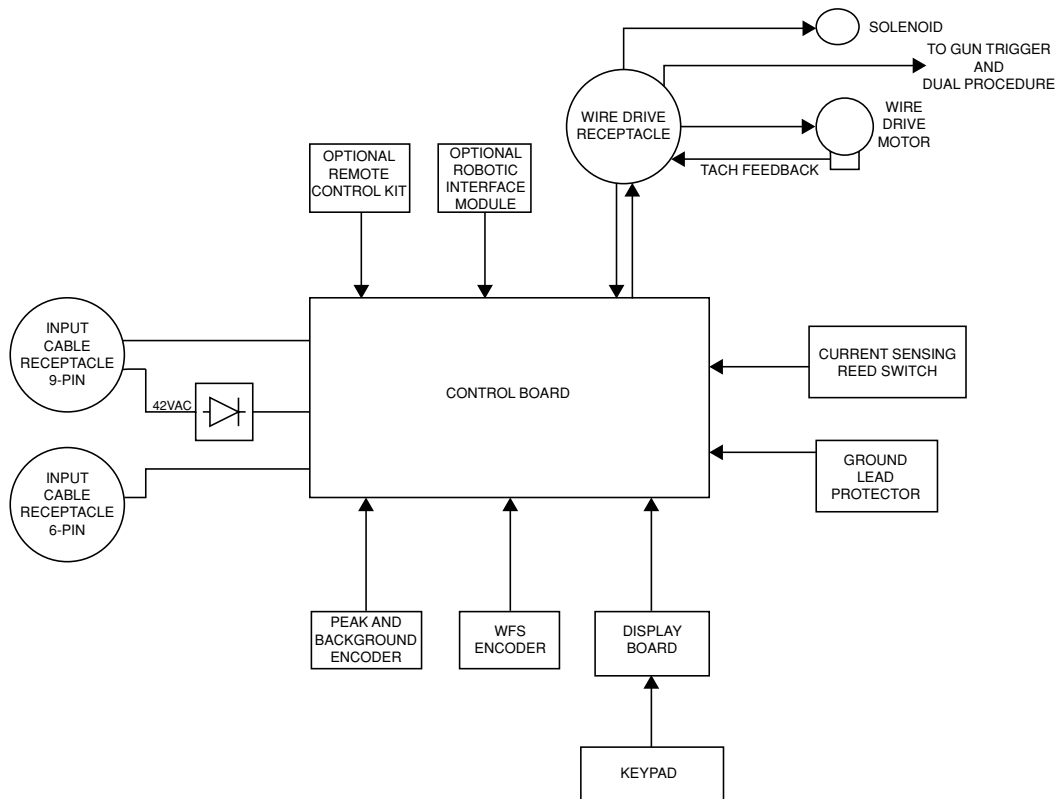 SOLENOID
TO GUN TRIGGER
AND
DUAL PROCEDURE
WIRE DRIVE
RECEPTACLE
WIRE
DRIVE
MOTOR
TACH FEEDBACK
OPTIONAL
REMOTE
CONTROL KIT
OPTIONAL
ROBOTIC
INTERFACE
MODULE
INPUT
CABLE
RECEPTACLE
9-PIN
42VAC
CONTROL BOARD
CURRENT SENSING
REED SWITCH
INPUT
CABLE
RECEPTACLE
6-PIN
GROUND
LEAD
PROTECTOR
PEAK AND
BACKGROUND
ENCODER
WFS
ENCODER
DISPLAY
BOARD
KEYPAD